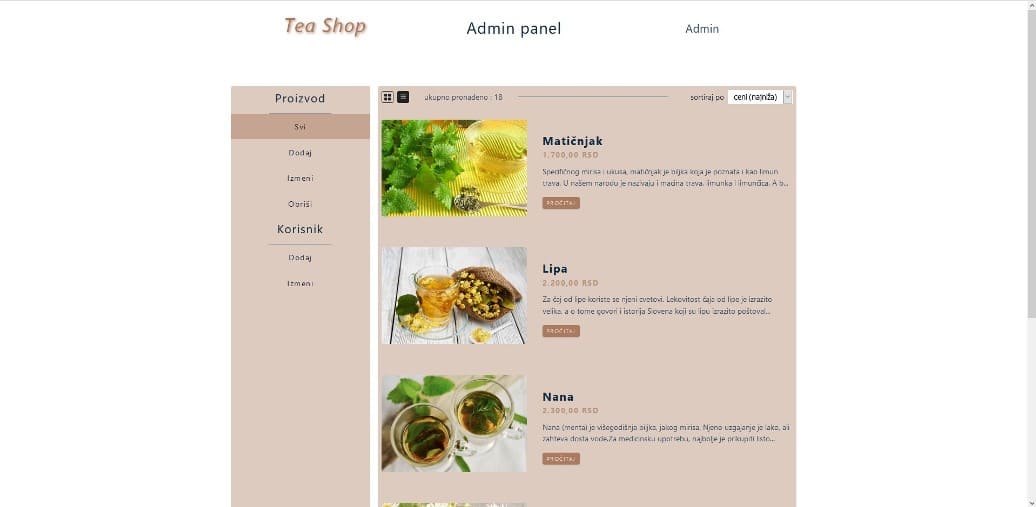 Tea Shop
Admin panel
Admin
Proizvod
Svi
Dodaj
Izmeni
Obriši
Korisnik
Dodaj
Izmeni
ukupno pronađeno : 18
sortiraj po
ceni (najniža)
Matičnjak
1.700,00 RSD
Specifičnog mirisa i ukusa, matičnjak je biljka koja je poznata i kao limun
trava. U našem narodu je nazivaju i madina trava, limunka i limunčica. A b...
PROČITAJ
Lipa
2.200,00 RSD
Za čaj od lipe koriste se njeni cvetovi. Lekovitost čaja od lipe je izrazito
velika, a o tome govori i istorija Slovena koji su lipu izrazito poštoval...
PROČITAJ
Nana
2.300,00 RSD
Nana (menta) je višegodišnja biljka, jakog mirisa. Njeno uzgajanje je lako, ali
zahteva dosta vode.Za medicinsku upotrebu, najbolje je prikupiti listo...
PROČITAJ